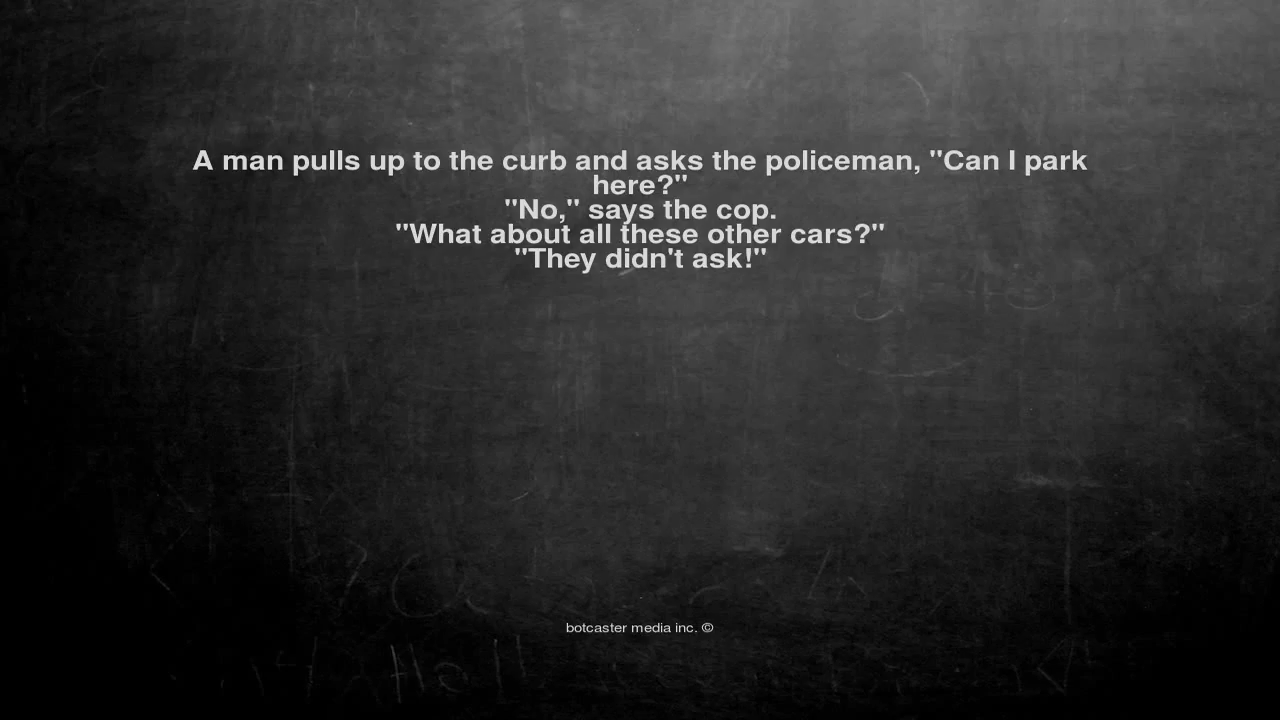 A man pulls up to the curb and asks the policeman, "Can I park
here?"
"No," says the cop.
"What about all these other cars?"
"They didn't ask!"
botcaster media inc. ©